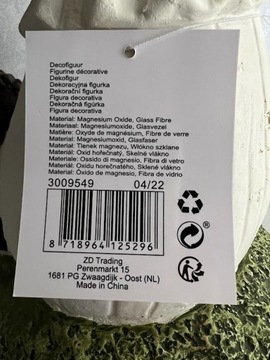 Decofiguur
Figurine décorative
Dekofigur
Dekoracyjna figurka
Dekorační figurka
Figura decorativa
Dekoračná figúrka
Figura decorativa
Material: Magnesium Oxide, Glass Fibre
Materiaal: Magnesiumoxide, Glasvezel
Matière: Oxyde de magnésium, Fibre de verre
Material: Magnesiumoxid, Glasfaser
Materiał: Tlenek magnezu, Włókno szklane
Materiál: Oxid hořečnatý, Skelné vlákno
Materiale: Ossido di magnesio, Fibra di vetro
Materiál: Oxidu horečnatého, Sklené vlákno
Material: Óxido de magnesio, Fibra de vidrio
3009549 04/22
8 718964 125296
ZD Trading
Perenmarkt 15
1681 PG Zwaagdijk - Oost (NL)
Made in China